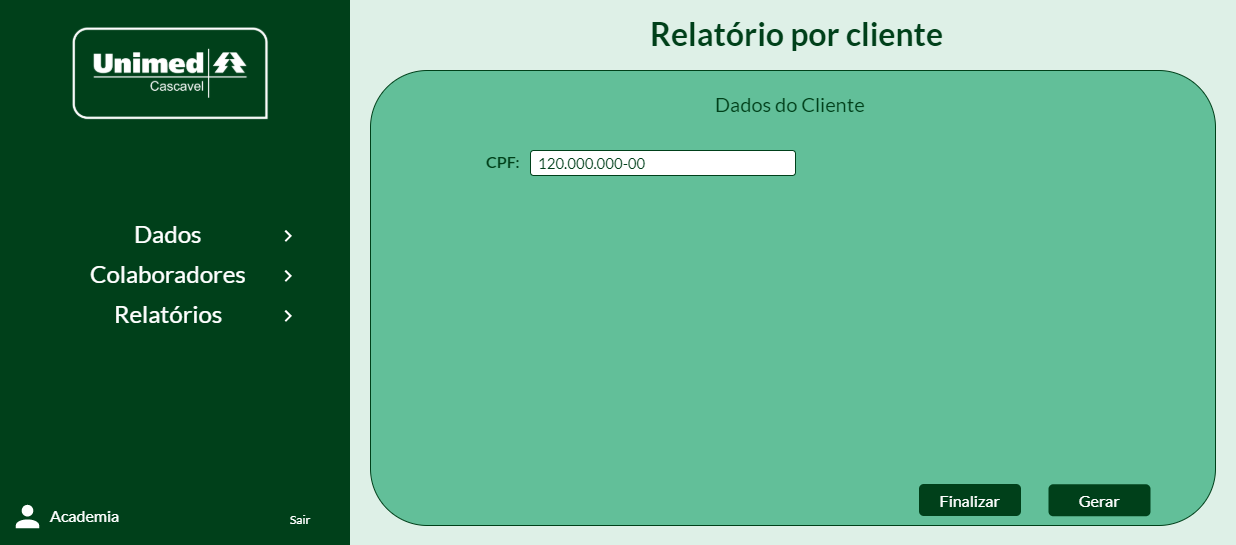 Unimed
Cascavel
Dados
Colaboradores
Relatórios
Academia
Sair
Relatório por cliente
Dados do Cliente
CPF: 120.000.000-00
Finalizar Gerar